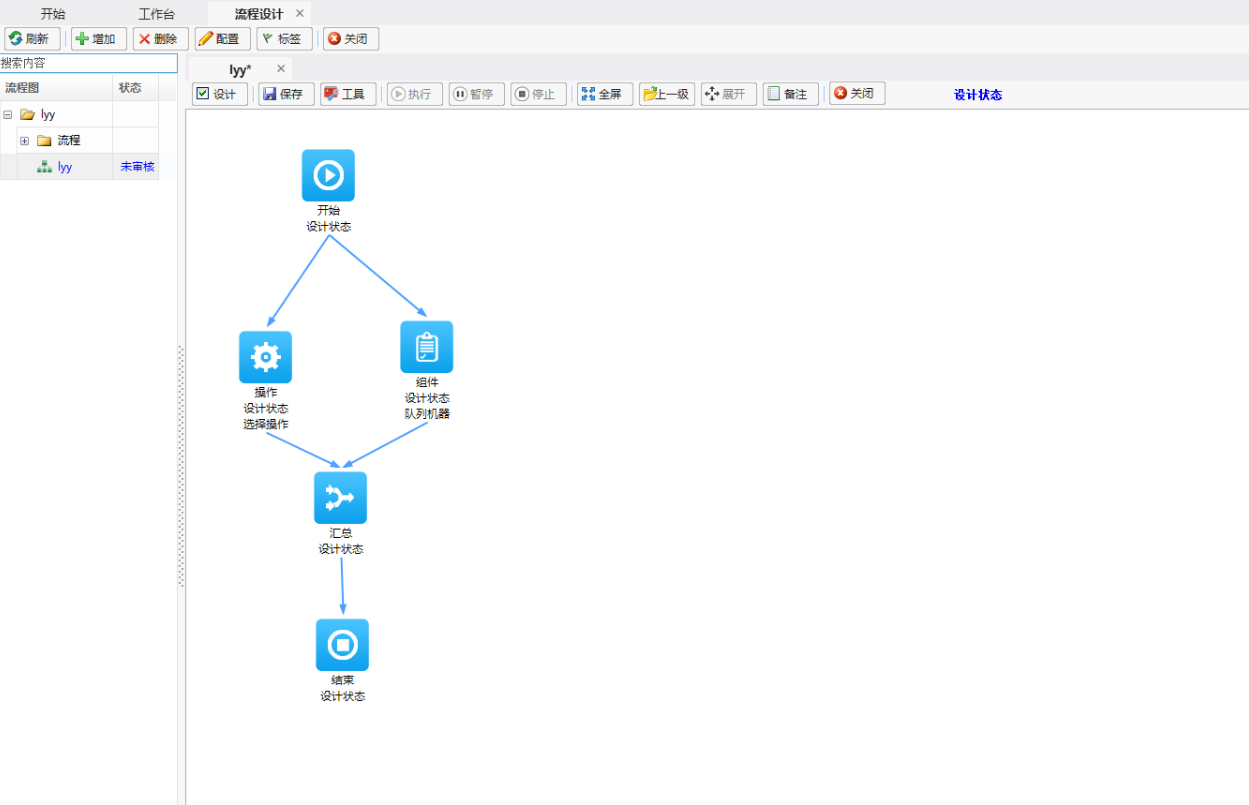 开始 工作台 流程设计
刷新 增加 删除 配置 标签 关闭
搜索内容
lyy*
流程图 状态
设计 保存 工具 执行 暂停 停止 全屏 上一级 展开 备注 关闭 设计状态
lyy
流程
lyy 未审核
开始
设计状态
操作
设计状态
选择操作
组件
设计状态
队列机器
汇总
设计状态
结束
设计状态